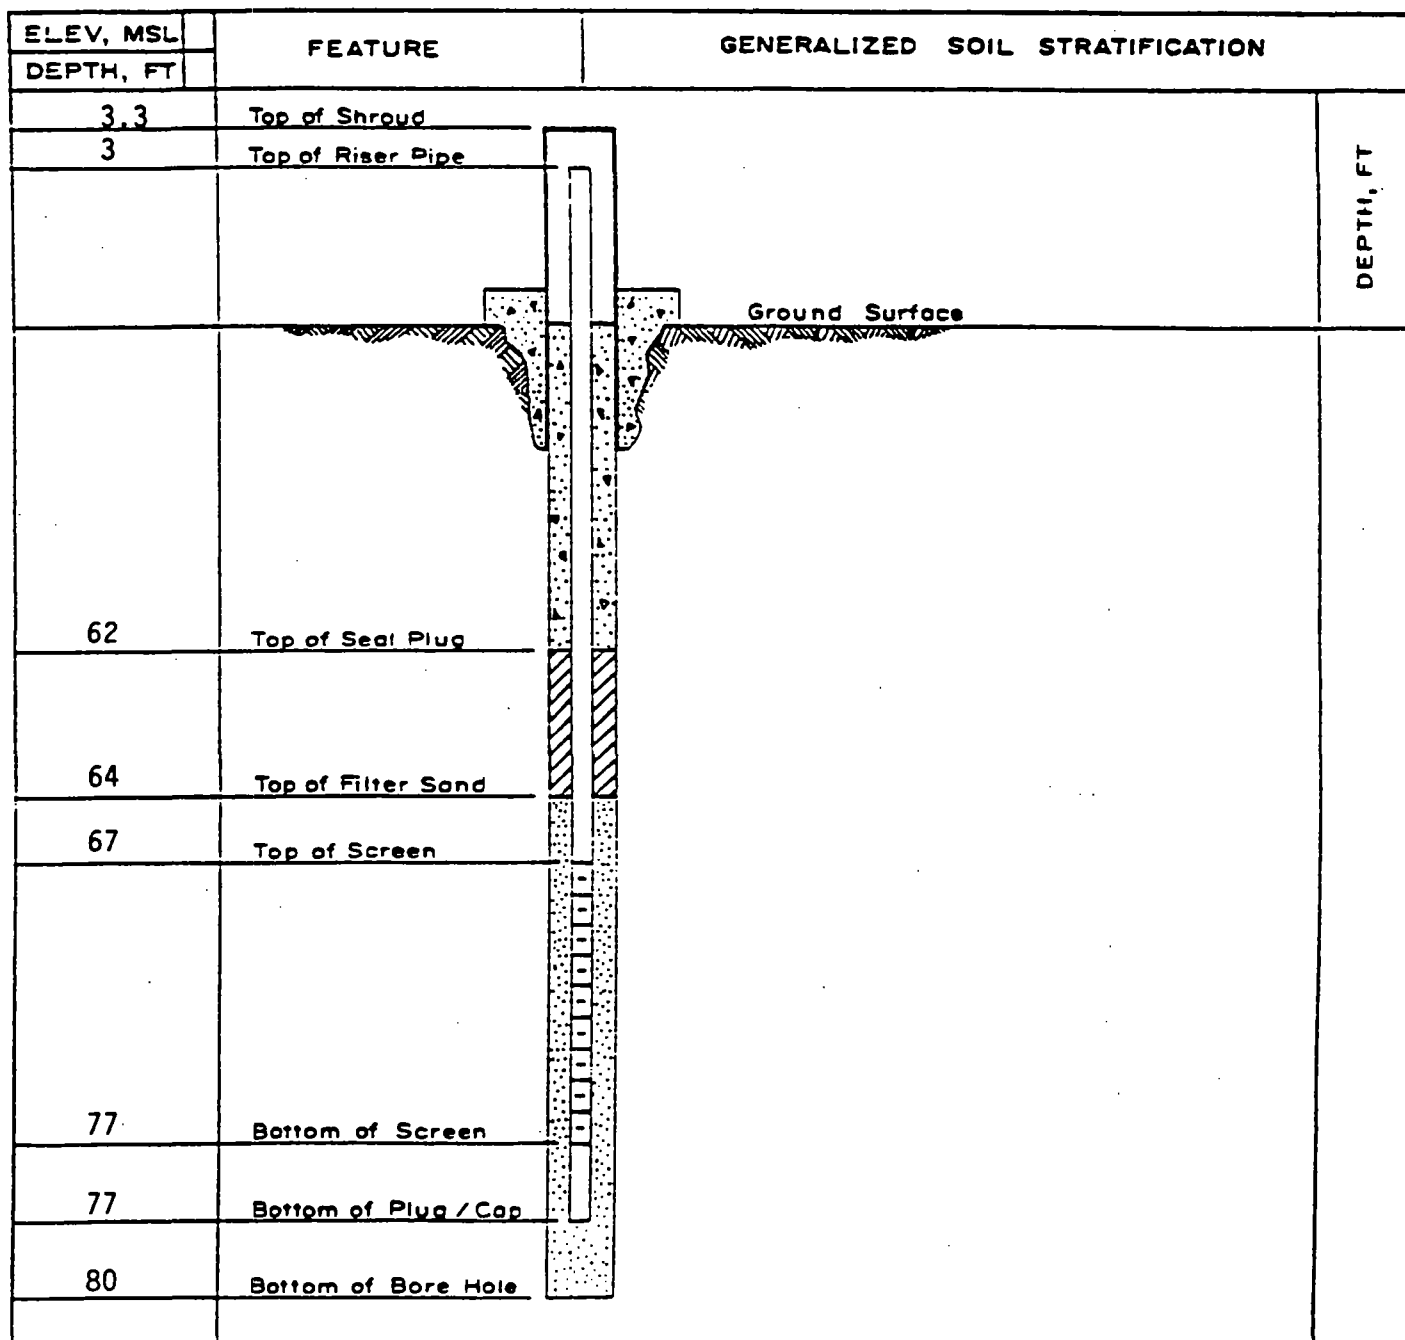 ELEV, MSL
DEPTH, FT
FEATURE
GENERALIZED SOIL STRATIFICATION
3.3 Top of Shroud
3 Top of Riser Pipe
DEPTH, FT
Ground Surface
62 Top of Seal Plug
64 Top of Filter Sand
67 Top of Screen
77 Bottom of Screen
77 Bottom of Plug / Cap
80 Bottom of Bore Hole